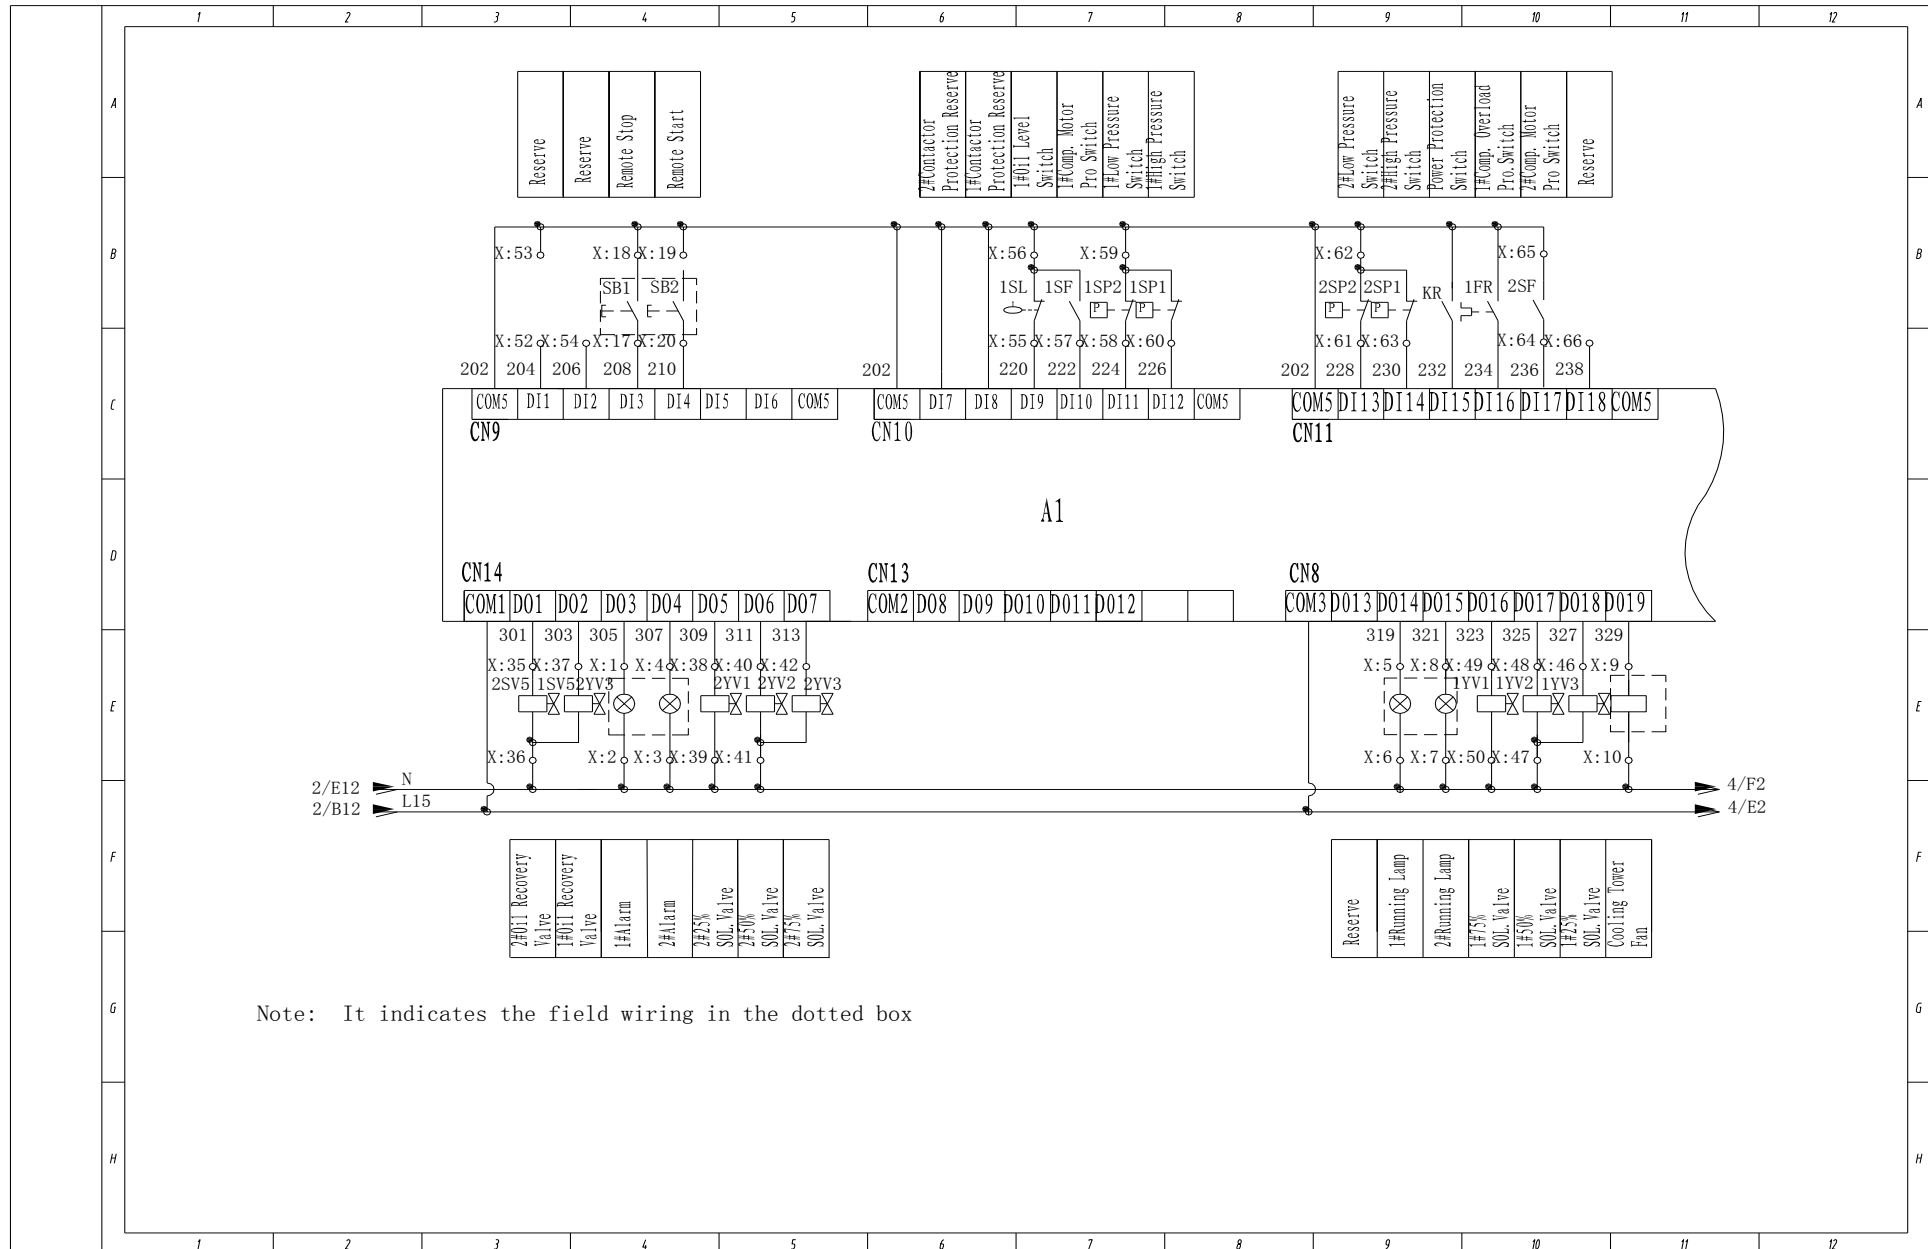 1 2 3 4 5 6 7 8 9 10 11 12
A A
Reserve
Reserve
Remote Stop
Remote Start
2#Contactor
Protection Reserve
1#Contactor
Protection Reserve
1#Oil Level
Switch
1#Comp. Motor
Pro Switch
1#Low Pressure
Switch
1#High Pressure
Switch
2#Low Pressure
Switch
2#High Pressure
Switch
Power Protection
Switch
1#Comp. Overload
Pro. Switch
2#Comp. Motor
Pro Switch
Reserve
B B
X:53 X:18 X:19 X:56 X:59 X:62 X:65
SB1 SB2 1SL 1SF 1SP2 1SP1 2SP2 2SP1 KR 1FR 2SF
P P P P
X:52 X:54 X:17 X:20 X:55 X:57 X:58 X:60 X:61 X:63 X:64 X:66
202 204 206 208 210 202 220 222 224 226 202 228 230 232 234 236 238
C C
COM5 DI1 DI2 DI3 DI4 DI5 DI6 COM5 COM5 DI7 DI8 DI9 DI10 DI11 DI12 COM5 COM5 DI13 DI14 DI15 DI16 DI17 DI18 COM5
CN9 CN10 CN11
A1
D D
CN14 CN13 CN8
COM1 DO1 DO2 DO3 DO4 DO5 DO6 DO7 COM2 DO8 DO9 DO10 DO11 DO12 COM3 DO13 DO14 DO15 DO16 DO17 DO18 DO19
301 303 305 307 309 311 313 319 321 323 325 327 329
X:35 X:37 X:1 X:4 X:38 X:40 X:42 X:5 X:8 X:49 X:48 X:46 X:9
2SV5 1SV5 2YV3 2YV1 2YV2 2YV3 1YV1 1YV2 1YV3
E E
X:36 X:2 X:3 X:39 X:41 X:6 X:7 X:50 X:47 X:10
2/E12 N 4/F2
2/B12 L15 4/E2
F F
2#Oil Recovery
Valve
1#Oil Recovery
Valve
1#Alarm
2#Alarm
2#25%
SOL.Valve
2#50%
SOL.Valve
2#75%
SOL.Valve
Reserve
1#Running Lamp
2#Running Lamp
1#75%
SOL.Valve
1#50%
SOL.Valve
1#25%
SOL.Valve
Cooling Tower
Fan
G G
Note: It indicates the field wiring in the dotted box
H H
1 2 3 4 5 6 7 8 9 10 11 12